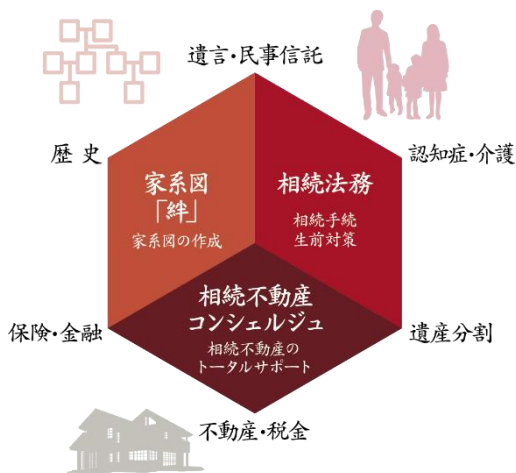 遺言・民事信託
歴 史
認知症・介護
家系図
「絆」
家系図の作成
相続法務
相続手続
生前対策
相続不動産
コンシェルジュ
相続不動産の
トータルサポート
保険・金融
遺産分割
不動産・税金